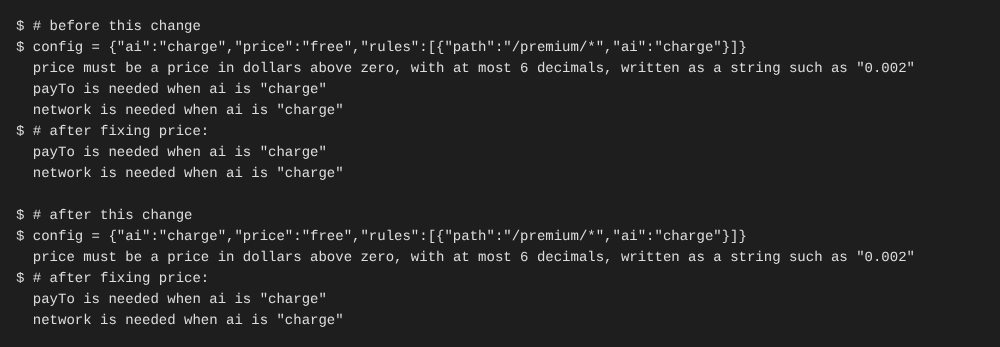 $ # before this change
$ config = {"ai":"charge","price":"free","rules":[{"path":"/premium/*","ai":"charge"}]}
  price must be a price in dollars above zero, with at most 6 decimals, written as a string such as "0.002"
  payTo is needed when ai is "charge"
  network is needed when ai is "charge"
$ # after fixing price:
  payTo is needed when ai is "charge"
  network is needed when ai is "charge"

$ # after this change
$ config = {"ai":"charge","price":"free","rules":[{"path":"/premium/*","ai":"charge"}]}
  price must be a price in dollars above zero, with at most 6 decimals, written as a string such as "0.002"
$ # after fixing price:
  payTo is needed when ai is "charge"
  network is needed when ai is "charge"